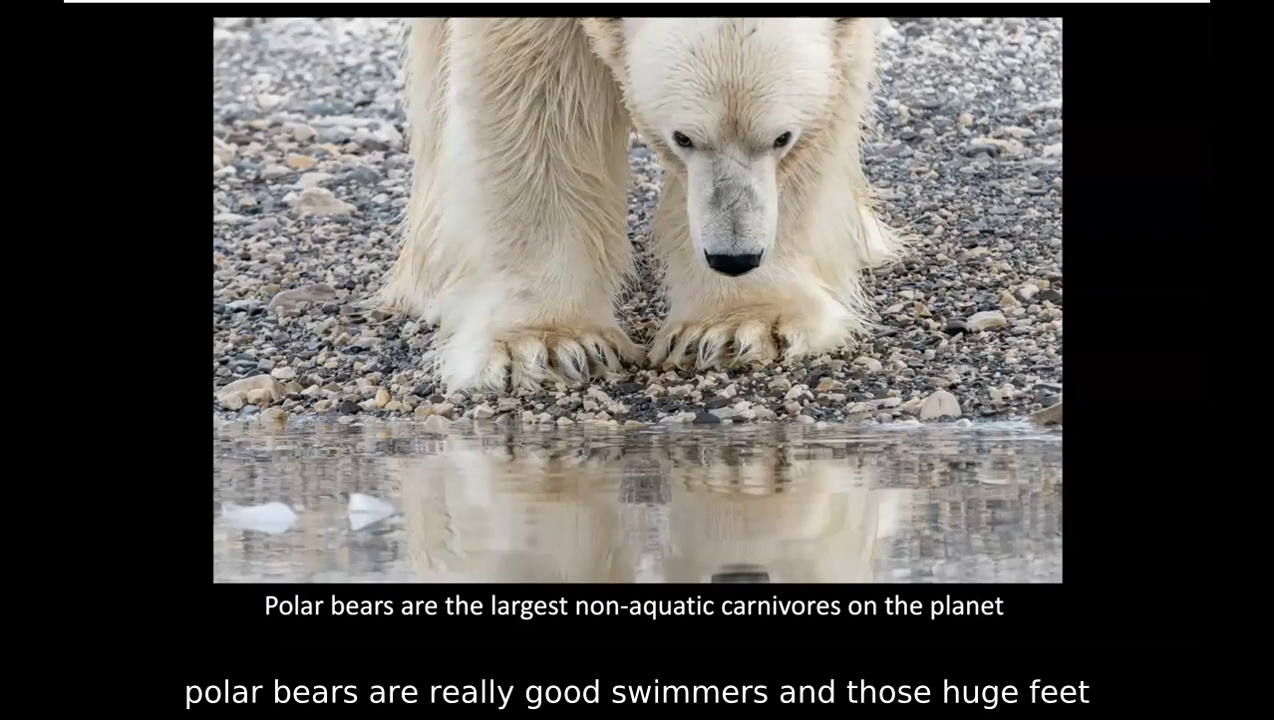 Polar bears are the largest non-aquatic carnivores on the planet
polar bears are really good swimmers and those huge feet